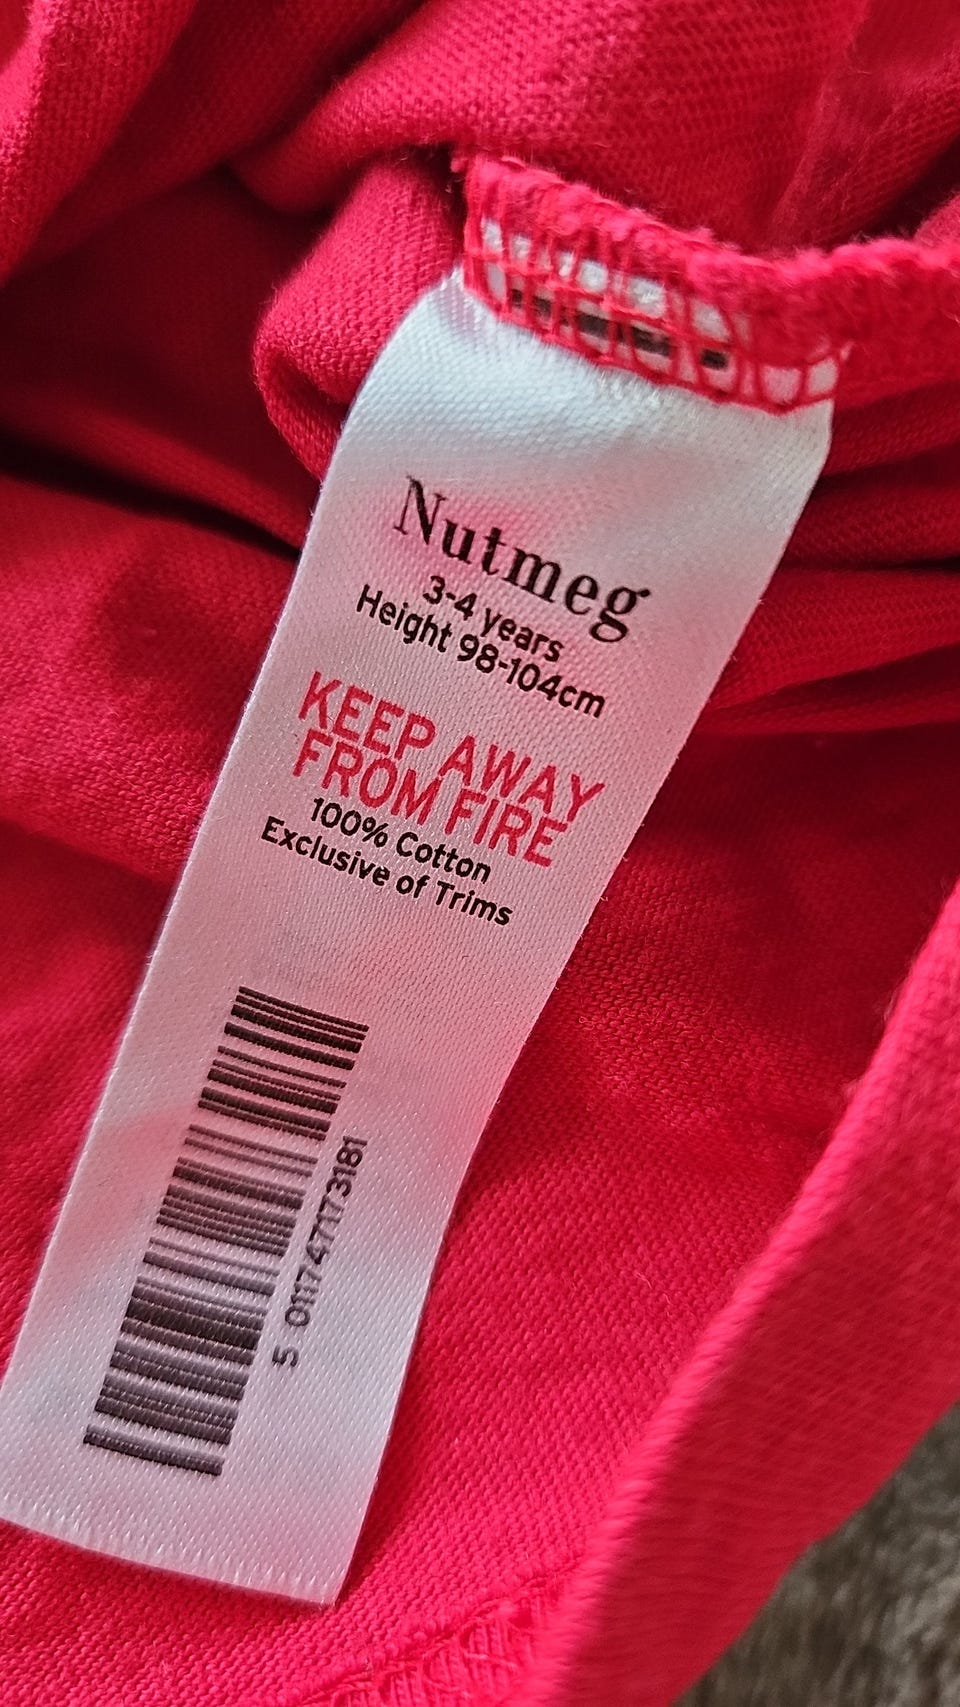 Nutmeg
3-4 years
Height 98-104cm
KEEP AWAY
FROM FIRE
100% Cotton
Exclusive of Trims
5 011747173181